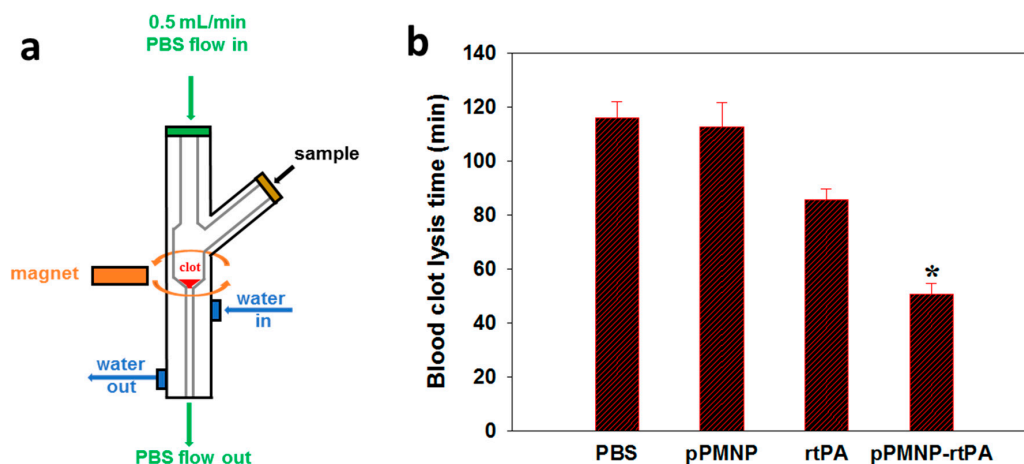 a
0.5 mL/min
PBS flow in
sample
magnet
clot
water
in
water
out
PBS flow out
b
Blood clot lysis time (min)
140
120
100
80
60
40
20
0
*
PBS
pPMNP
rtPA
pPMNP-rtPA